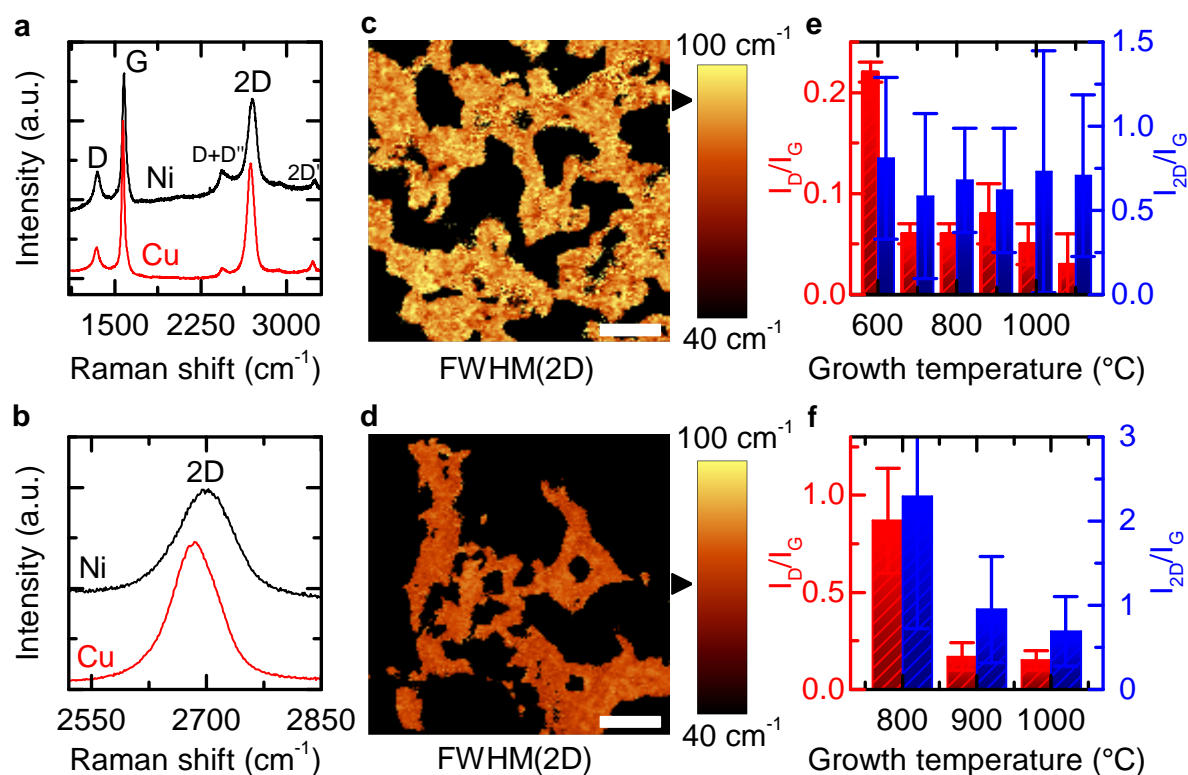 a
Intensity (a.u.)
D
G
D+D''
2D
2D'
Ni
Cu
1500 2250 3000
Raman shift (cm⁻¹)
c
100 cm⁻¹
40 cm⁻¹
FWHM(2D)
e
I_D/I_G
0.2
0.1
0.0
1.5
1.0
0.5
0.0
I_2D/I_G
600 800 1000
Growth temperature (°C)
b
Intensity (a.u.)
2D
Ni
Cu
2550 2700 2850
Raman shift (cm⁻¹)
d
100 cm⁻¹
40 cm⁻¹
FWHM(2D)
f
I_D/I_G
1.0
0.5
0.0
3
2
1
0
I_2D/I_G
800 900 1000
Growth temperature (°C)